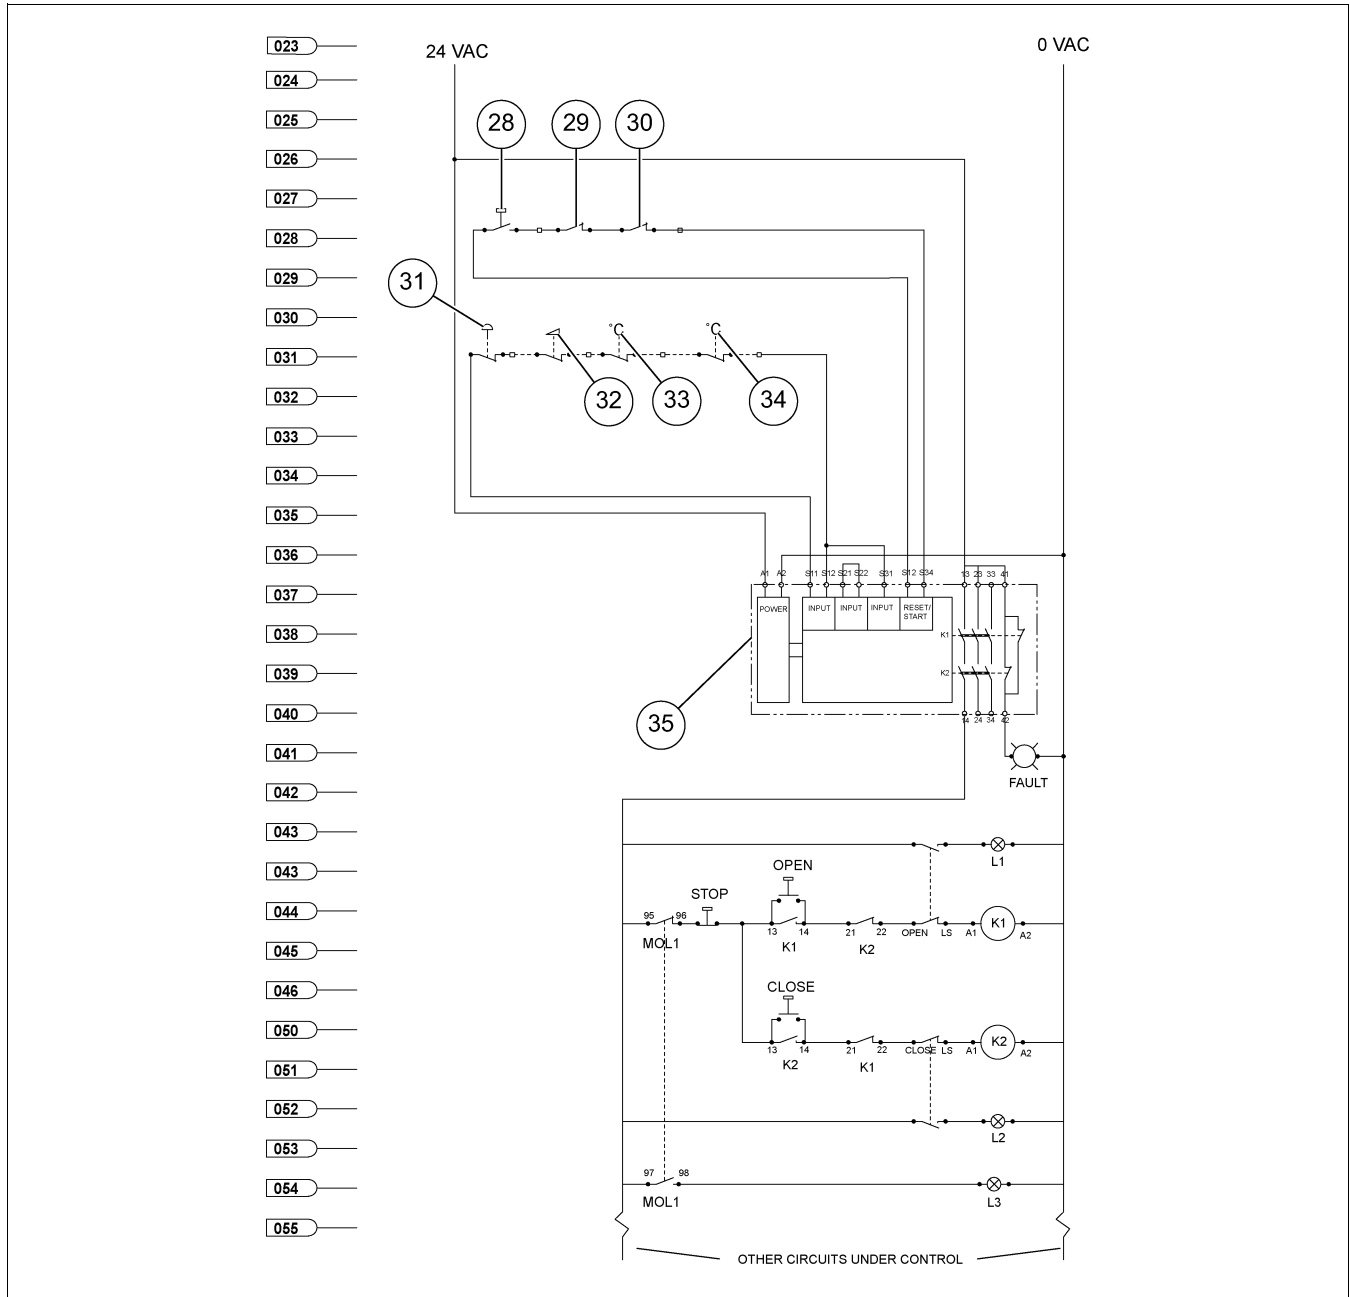 023
24 VAC
0 VAC
024
025
28
29
30
026
027
028
029
31
030
°C
°C
031
032
32
33
34
033
034
035
036
A1 A2 S11 S12 S21 S22 S31 S12 S34 13 23 33 41
037
POWER
INPUT
INPUT
INPUT
RESET/
START
038
K1
039
K2
040
35
14 24 34 42
041
FAULT
042
043
L1
043
OPEN
STOP
044
95 96
13 14
21 22
OPEN LS A1
K1
A2
MOL1
K1
K2
045
046
CLOSE
050
13 14
21 22
CLOSE LS A1
K2
A2
K2
K1
051
052
L2
053
97 98
054
MOL1
L3
055
OTHER CIRCUITS UNDER CONTROL